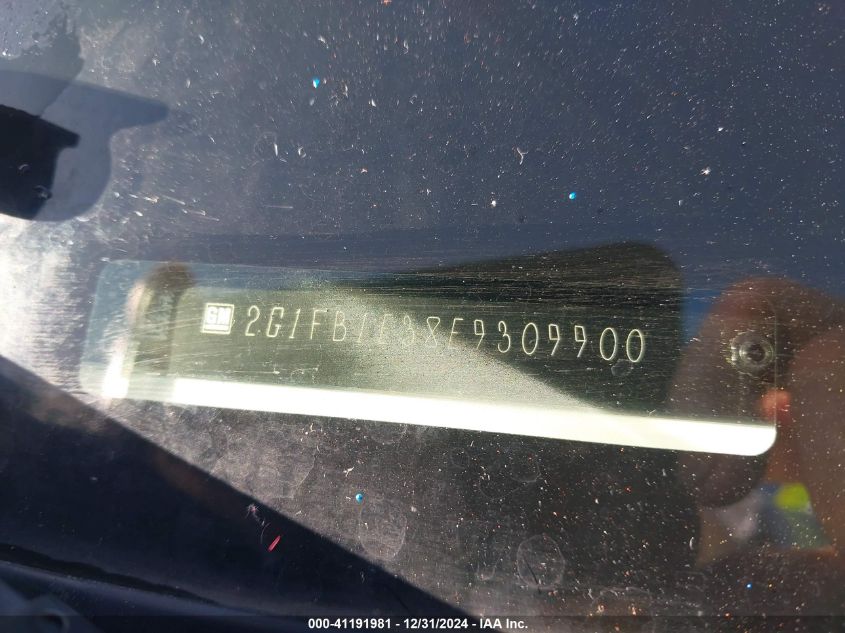 GM 2G1FB1E38E9309900
000-41191981 - 12/31/2024 - IAA Inc.